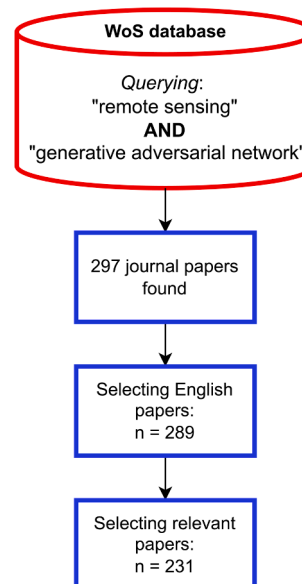 WoS database
Querying:
"remote sensing"
AND
"generative adversarial network"
297 journal papers
found
Selecting English
papers:
n = 289
Selecting relevant
papers:
n = 231